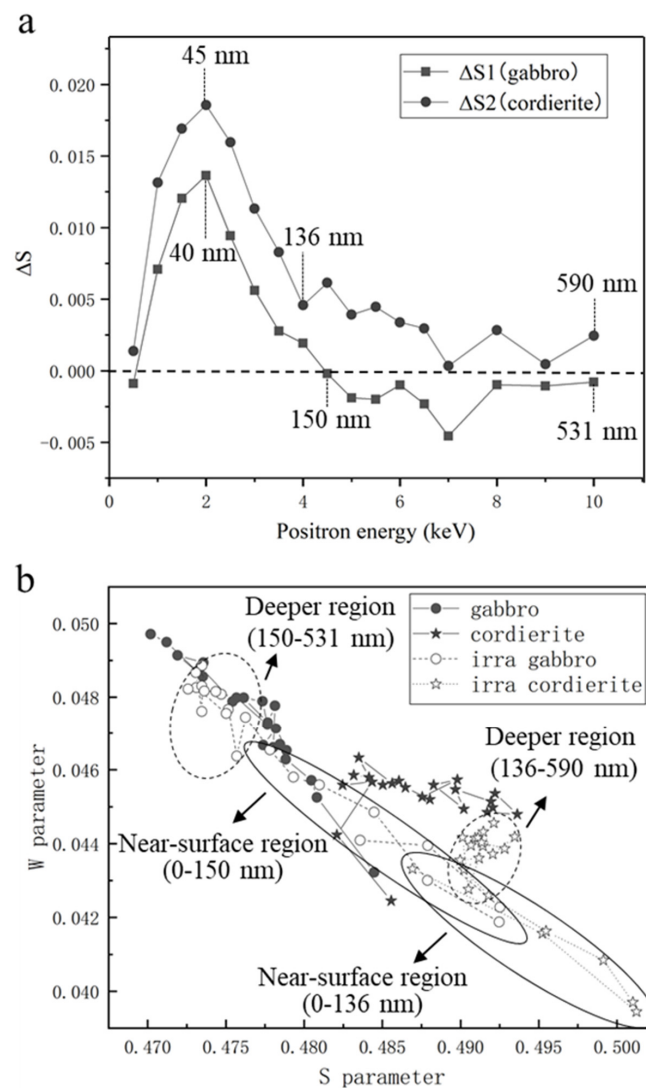 a
45 nm
ΔS1(gabbro)
ΔS2(cordierite)
0.020
0.015
0.010
0.005
0.000
-0.005
ΔS
40 nm
136 nm
150 nm
590 nm
531 nm
0 2 4 6 8 10
Positron energy (keV)
b
gabbro
cordierite
irra gabbro
irra cordierite
Deeper region
(150-531 nm)
Deeper region
(136-590 nm)
Near-surface region
(0-150 nm)
Near-surface region
(0-136 nm)
0.050
0.048
0.046
0.044
0.042
0.040
W parameter
0.470 0.475 0.480 0.485 0.490 0.495 0.500
S parameter